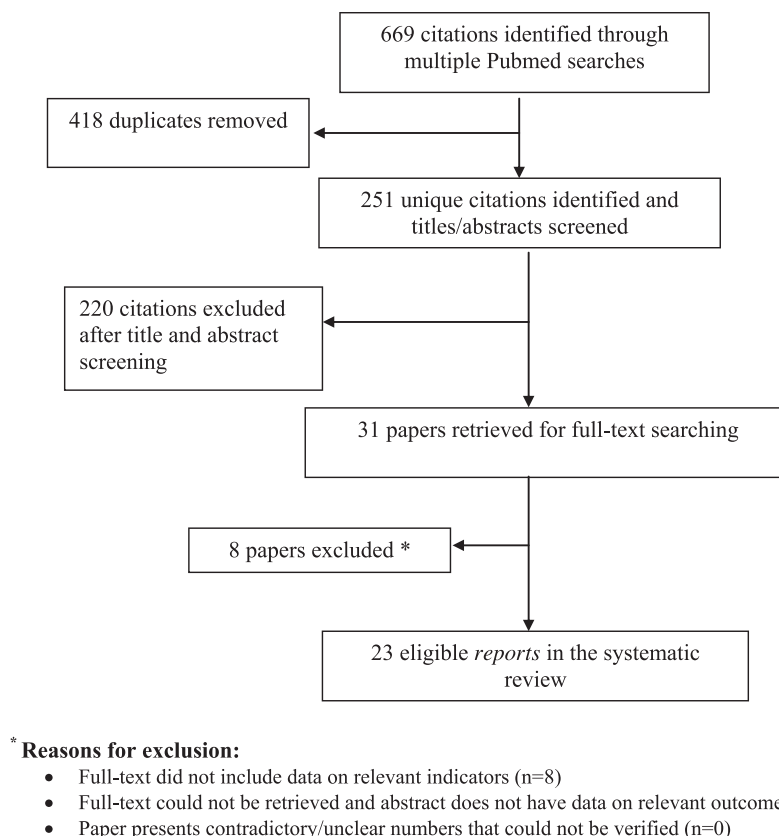 669 citations identified through
multiple Pubmed searches
418 duplicates removed
251 unique citations identified and
titles/abstracts screened
220 citations excluded
after title and abstract
screening
31 papers retrieved for full-text searching
8 papers excluded *
23 eligible reports in the systematic
review
* Reasons for exclusion:
• Full-text did not include data on relevant indicators (n=8)
• Full-text could not be retrieved and abstract does not have data on relevant outcome
• Paper presents contradictory/unclear numbers that could not be verified (n=0)